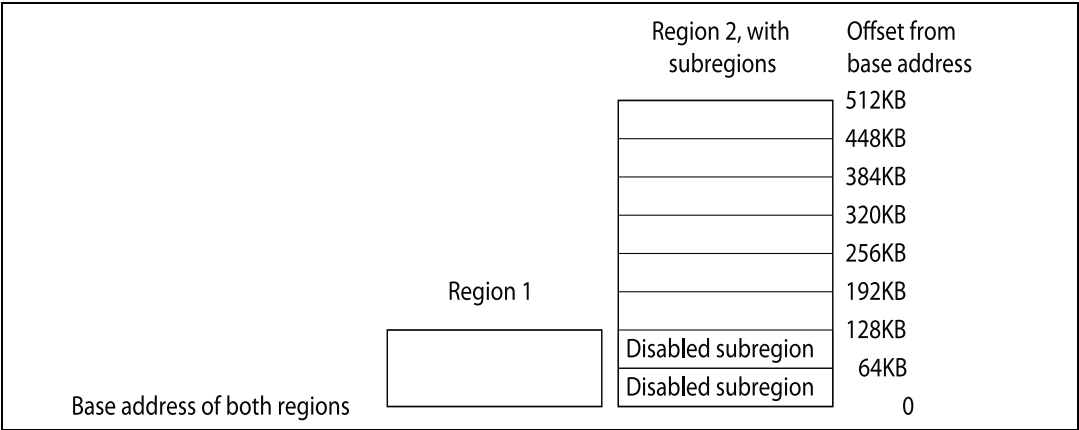 Region 2, with
subregions
Offset from
base address
512KB
448KB
384KB
320KB
256KB
Region 1
192KB
128KB
Disabled subregion
64KB
Disabled subregion
Base address of both regions
0